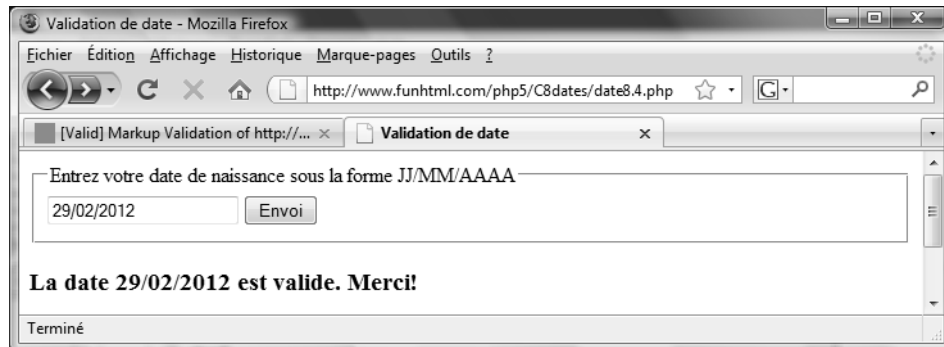 Validation de date - Mozilla Firefox
Fichier Édition Affichage Historique Marque-pages Outils ?
http://www.funhtml.com/php5/C8dates/date8.4.php
[Valid] Markup Validation of http://... Validation de date
Entrez votre date de naissance sous la forme JJ/MM/AAAA
29/02/2012 Envoi
La date 29/02/2012 est valide. Merci!
Terminé